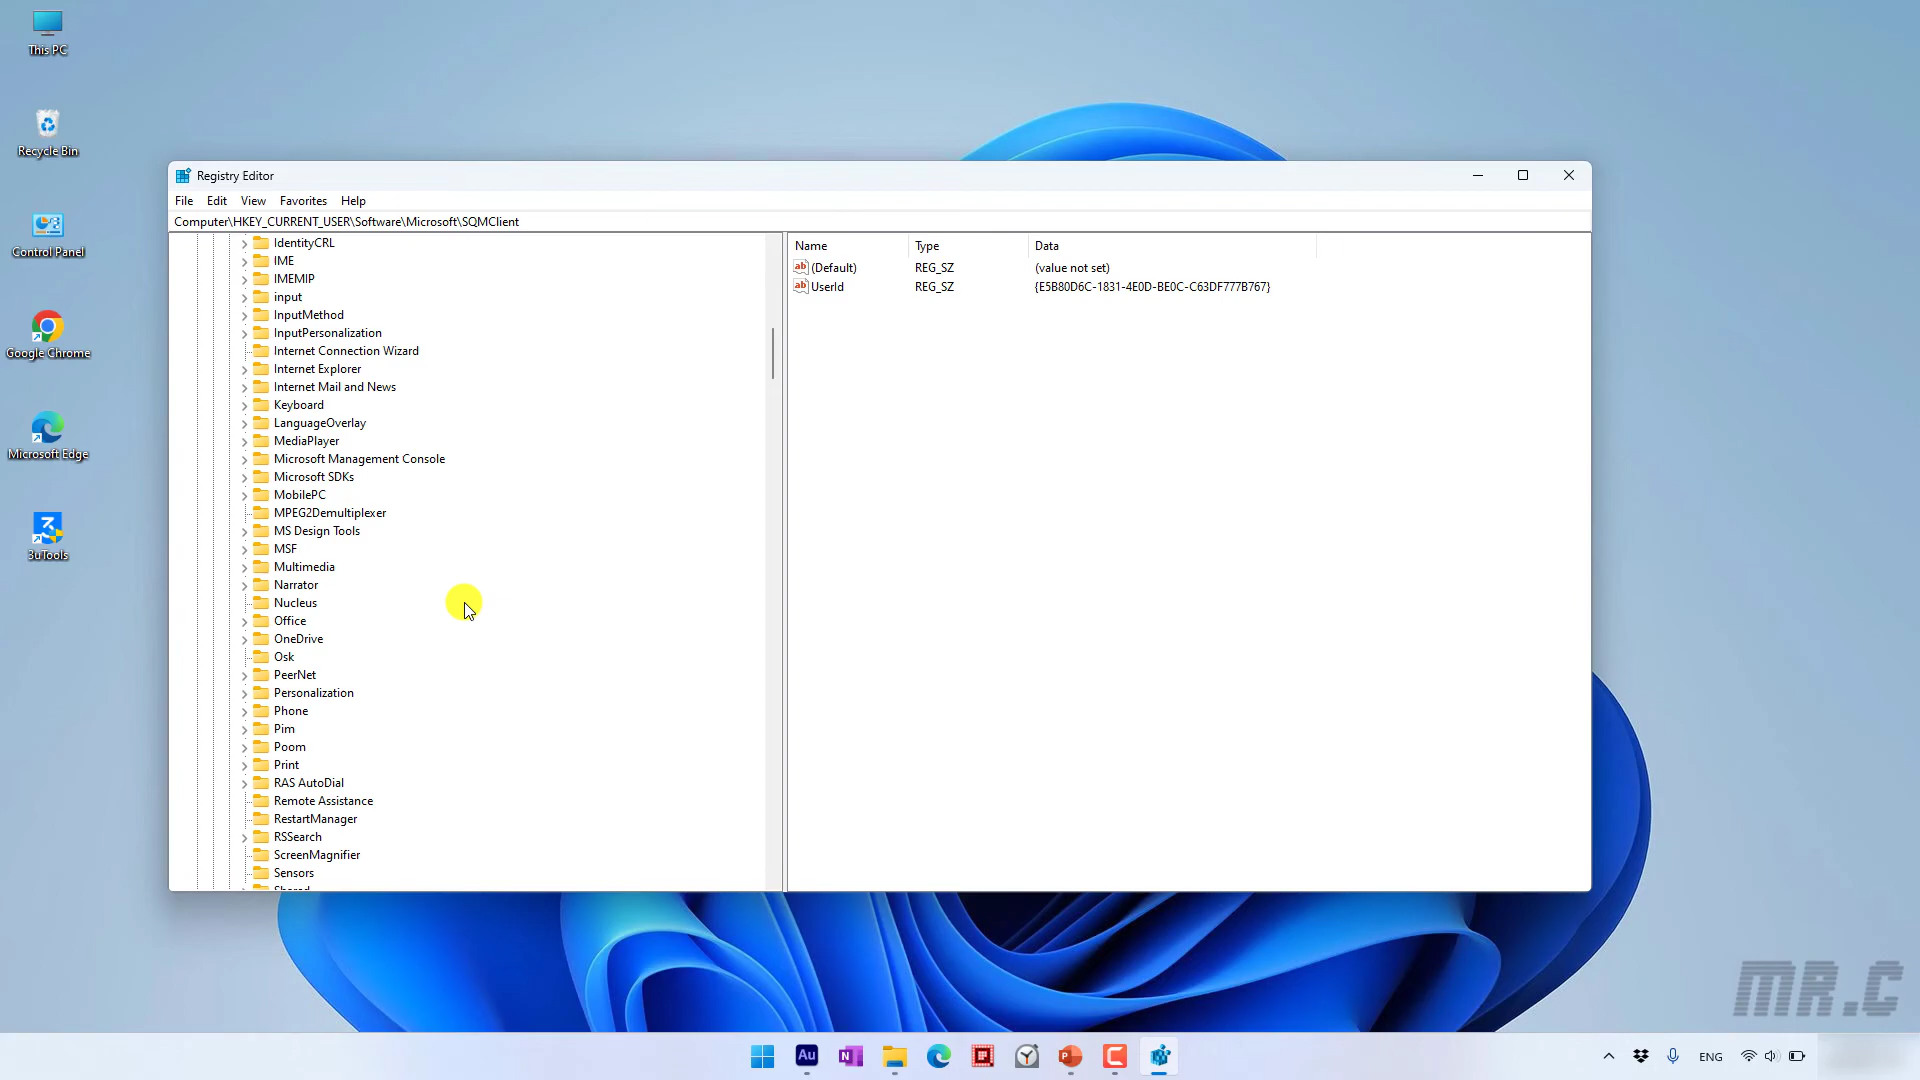 This PC
Recycle Bin
Control Panel
Google Chrome
Microsoft Edge
3uTools
Registry Editor
File Edit View Favorites Help
Computer\HKEY_CURRENT_USER\Software\Microsoft\SQMClient
IdentityCRL
IME
IMEMIP
input
InputMethod
InputPersonalization
Internet Connection Wizard
Internet Explorer
Internet Mail and News
Keyboard
LanguageOverlay
MediaPlayer
Microsoft Management Console
Microsoft SDKs
MobilePC
MPEG2Demultiplexer
MS Design Tools
MSF
Multimedia
Narrator
Nucleus
Office
OneDrive
Osk
PeerNet
Personalization
Phone
Pim
Poom
Print
RAS AutoDial
Remote Assistance
RestartManager
RSSearch
ScreenMagnifier
Sensors
Shared
Name Type Data
ab (Default) REG_SZ (value not set)
ab UserId REG_SZ {E5B80D6C-1831-4E0D-BE0C-C63DF777B767}
MR.C
Au
N
P
C
ENG